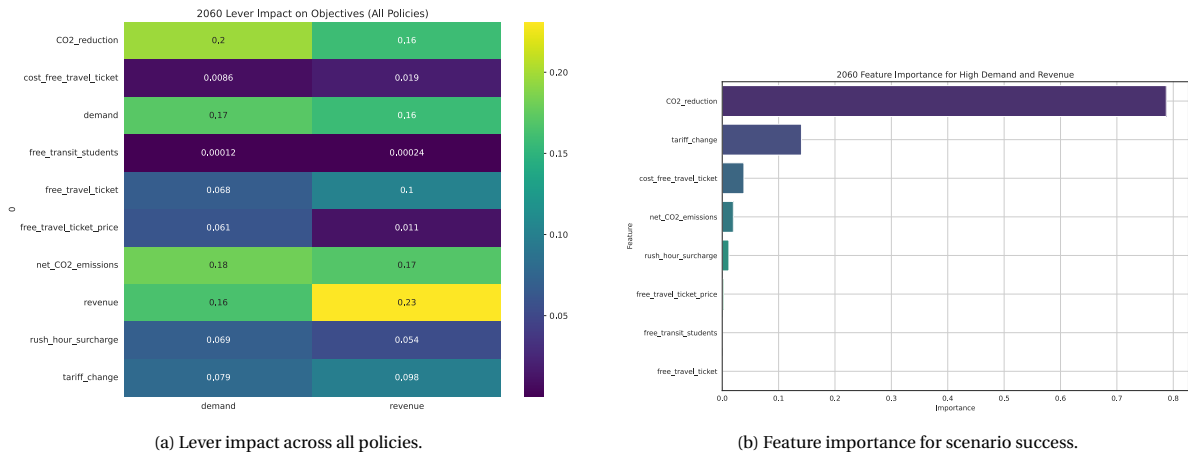 2060 Lever Impact on Objectives (All Policies)
CO2_reduction
0.2
0.16
cost_free_travel_ticket
0.0086
0.019
demand
0.17
0.16
free_transit_students
0.00012
0.00024
free_travel_ticket
0.068
0.1
0
free_travel_ticket_price
0.061
0.011
net_CO2_emissions
0.18
0.17
revenue
0.16
0.23
rush_hour_surcharge
0.069
0.054
tariff_change
0.079
0.098
demand
revenue
0.20
0.15
0.10
0.05
(a) Lever impact across all policies.
2060 Feature Importance for High Demand and Revenue
CO2_reduction
tariff_change
cost_free_travel_ticket
net_CO2_emissions
Feature
rush_hour_surcharge
free_travel_ticket_price
free_transit_students
free_travel_ticket
0.0 0.1 0.2 0.3 0.4 0.5 0.6 0.7 0.8
Importance
(b) Feature importance for scenario success.